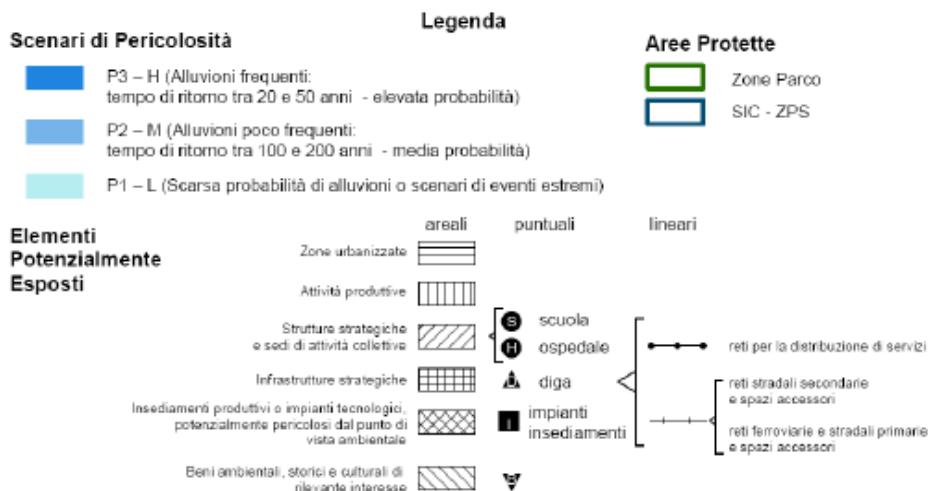 Legenda
Scenari di Pericolosità
P3 – H (Alluvioni frequenti:
tempo di ritorno tra 20 e 50 anni - elevata probabilità)
P2 – M (Alluvioni poco frequenti:
tempo di ritorno tra 100 e 200 anni - media probabilità)
P1 – L (Scarsa probabilità di alluvioni o scenari di eventi estremi)
Aree Protette
Zone Parco
SIC - ZPS
Elementi
Potenzialmente
Esposti
areali
puntuali
lineari
Zone urbanizzate
Attività produttive
Strutture strategiche
e sedi di attività collettive
S scuola
H ospedale
Infrastrutture strategiche
diga
Insediamenti produttivi o impianti tecnologici,
potenzialmente pericolosi dal punto di
vista ambientale
I impianti
insediamenti
Beni ambientali, storici e culturali di
rilevante interesse
reti per la distribuzione di servizi
reti stradali secondarie
e spazi accessori
reti ferroviarie e stradali primarie
e spazi accessori